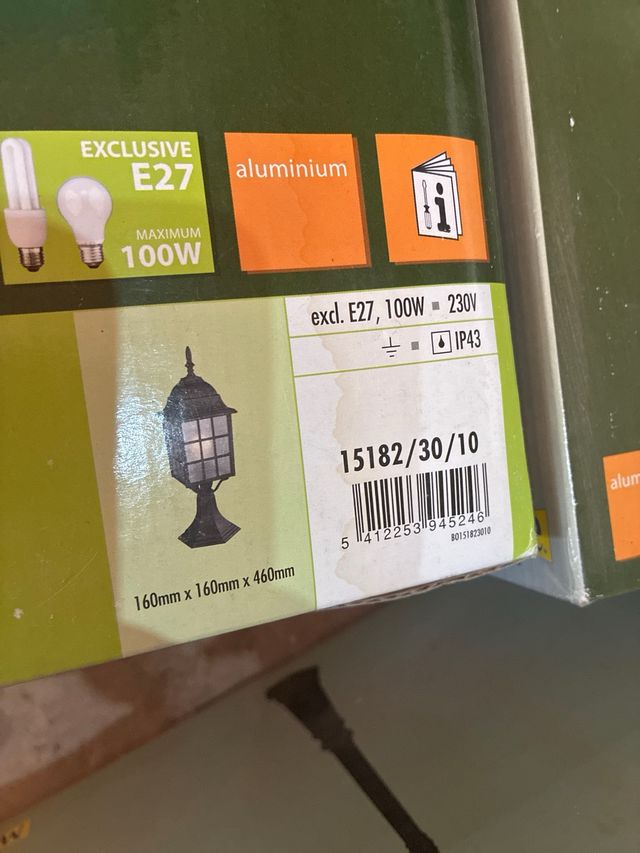 EXCLUSIVE
E27
MAXIMUM
100W
aluminium
i
excl. E27, 100W ▪ 230V
IP43
15182/30/10
5 412253 945246
BO151823010
160mm x 160mm x 460mm
alum